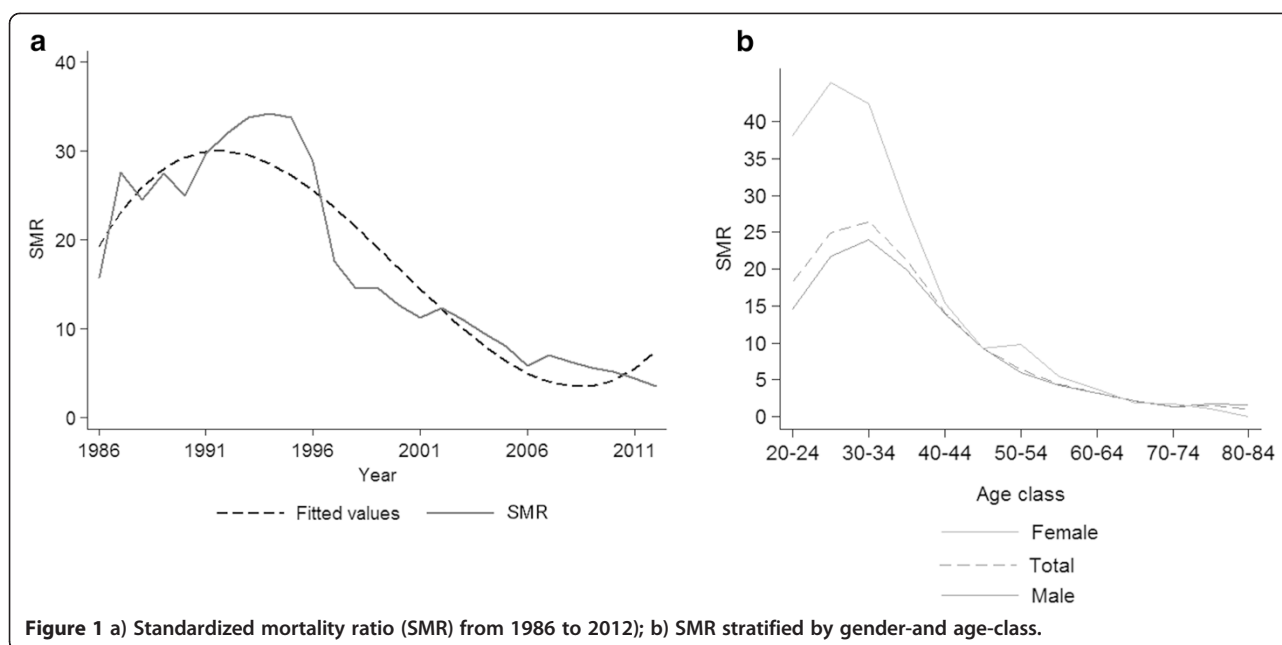 a
40
30
20
10
0
SMR
1986 1991 1996 2001 2006 2011
Year
Fitted values SMR
b
40
35
30
25
20
15
10
5
0
SMR
20-24 30-34 40-44 50-54 60-64 70-74 80-84
Age class
Female
Total
Male
Figure 1 a) Standardized mortality ratio (SMR) from 1986 to 2012); b) SMR stratified by gender-and age-class.